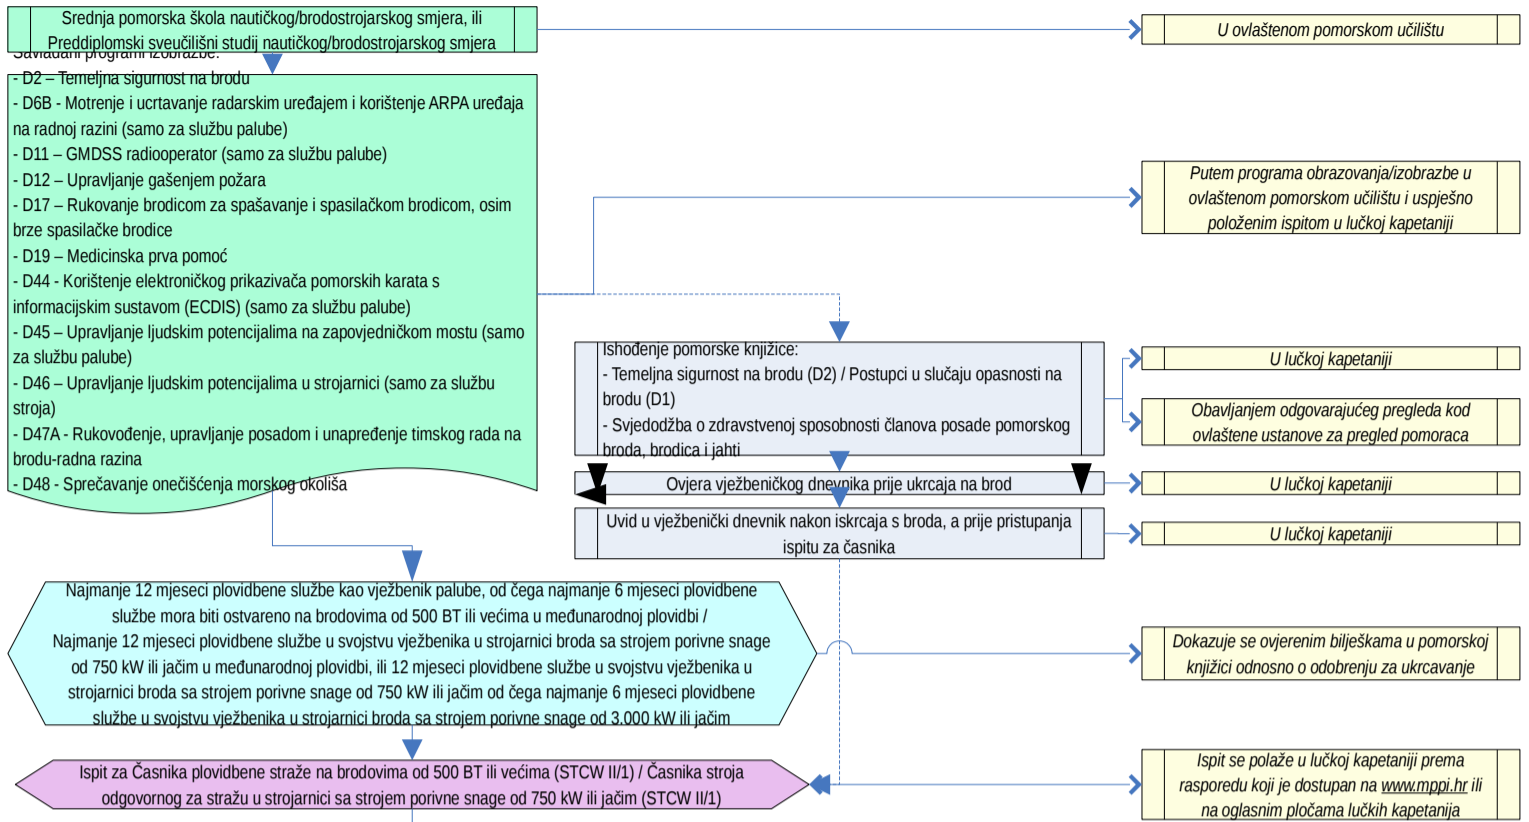 Srednja pomorska škola nautičkog/brodostrojarskog smjera, ili
Preddiplomski sveučilišni studij nautičkog/brodostrojarskog smjera
U ovlaštenom pomorskom učilištu
Savladani programi izobrazbe:
- D2 – Temeljna sigurnost na brodu
- D6B - Motrenje i ucrtavanje radarskim uređajem i korištenje ARPA uređaja
na radnoj razini (samo za službu palube)
- D11 – GMDSS radiooperator (samo za službu palube)
- D12 – Upravljanje gašenjem požara
- D17 – Rukovanje brodicom za spašavanje i spasilačkom brodicom, osim
brze spasilačke brodice
- D19 – Medicinska prva pomoć
- D44 - Korištenje elektroničkog prikazivača pomorskih karata s
informacijskim sustavom (ECDIS) (samo za službu palube)
- D45 – Upravljanje ljudskim potencijalima na zapovjedničkom mostu (samo
za službu palube)
- D46 – Upravljanje ljudskim potencijalima u strojarnici (samo za službu
stroja)
- D47A - Rukovođenje, upravljanje posadom i unapređenje timskog rada na
brodu-radna razina
- D48 - Sprečavanje onečišćenja morskog okoliša
Putem programa obrazovanja/izobrazbe u
ovlaštenom pomorskom učilištu i uspješno
položenim ispitom u lučkoj kapetaniji
Ishođenje pomorske knjižice:
- Temeljna sigurnost na brodu (D2) / Postupci u slučaju opasnosti na
brodu (D1)
- Svjedodžba o zdravstvenoj sposobnosti članova posade pomorskog
broda, brodica i jahti
U lučkoj kapetaniji
Obavljanjem odgovarajućeg pregleda kod
ovlaštene ustanove za pregled pomoraca
Ovjera vježbeničkog dnevnika prije ukrcaja na brod
U lučkoj kapetaniji
Uvid u vježbenički dnevnik nakon iskrcaja s broda, a prije pristupanja
ispitu za časnika
U lučkoj kapetaniji
Najmanje 12 mjeseci plovidbene službe kao vježbenik palube, od čega najmanje 6 mjeseci plovidbene
službe mora biti ostvareno na brodovima od 500 BT ili većima u međunarodnoj plovidbi /
Najmanje 12 mjeseci plovidbene službe u svojstvu vježbenika u strojarnici broda sa strojem porivne snage
od 750 kW ili jačim u međunarodnoj plovidbi, ili 12 mjeseci plovidbene službe u svojstvu vježbenika u
strojarnici broda sa strojem porivne snage od 750 kW ili jačim od čega najmanje 6 mjeseci plovidbene
službe u svojstvu vježbenika u strojarnici broda sa strojem porivne snage od 3.000 kW ili jačim
Dokazuje se ovjerenim bilješkama u pomorskoj
knjižici odnosno o odobrenju za ukrcavanje
Ispit za Časnika plovidbene straže na brodovima od 500 BT ili većima (STCW II/1) / Časnika stroja
odgovornog za stražu u strojarnici sa strojem porivne snage od 750 kW ili jačim (STCW II/1)
Ispit se polaže u lučkoj kapetaniji prema
rasporedu koji je dostupan na www.mppi.hr ili
na oglasnim pločama lučkih kapetanija